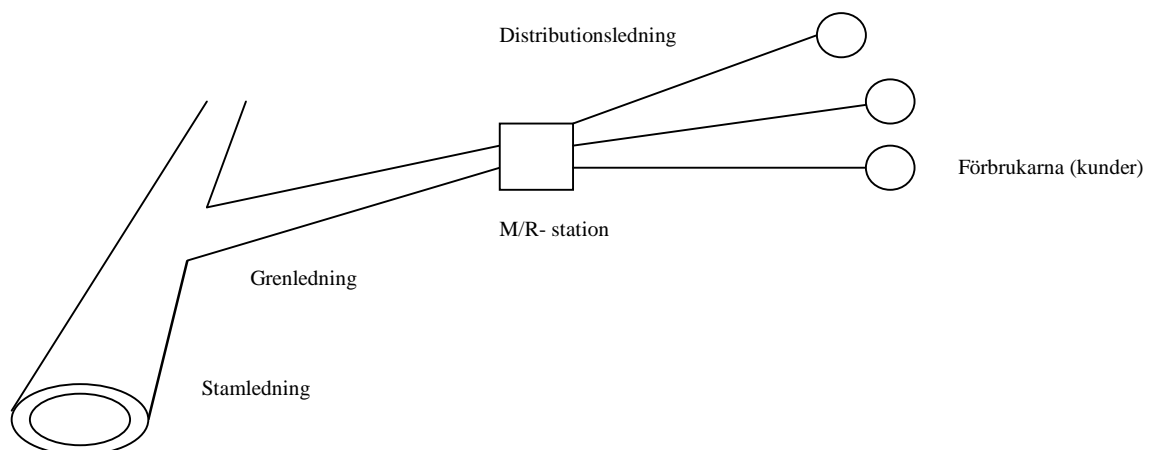 Distributionsledning
Förbrukarna (kunder)
M/R- station
Grenledning
Stamledning